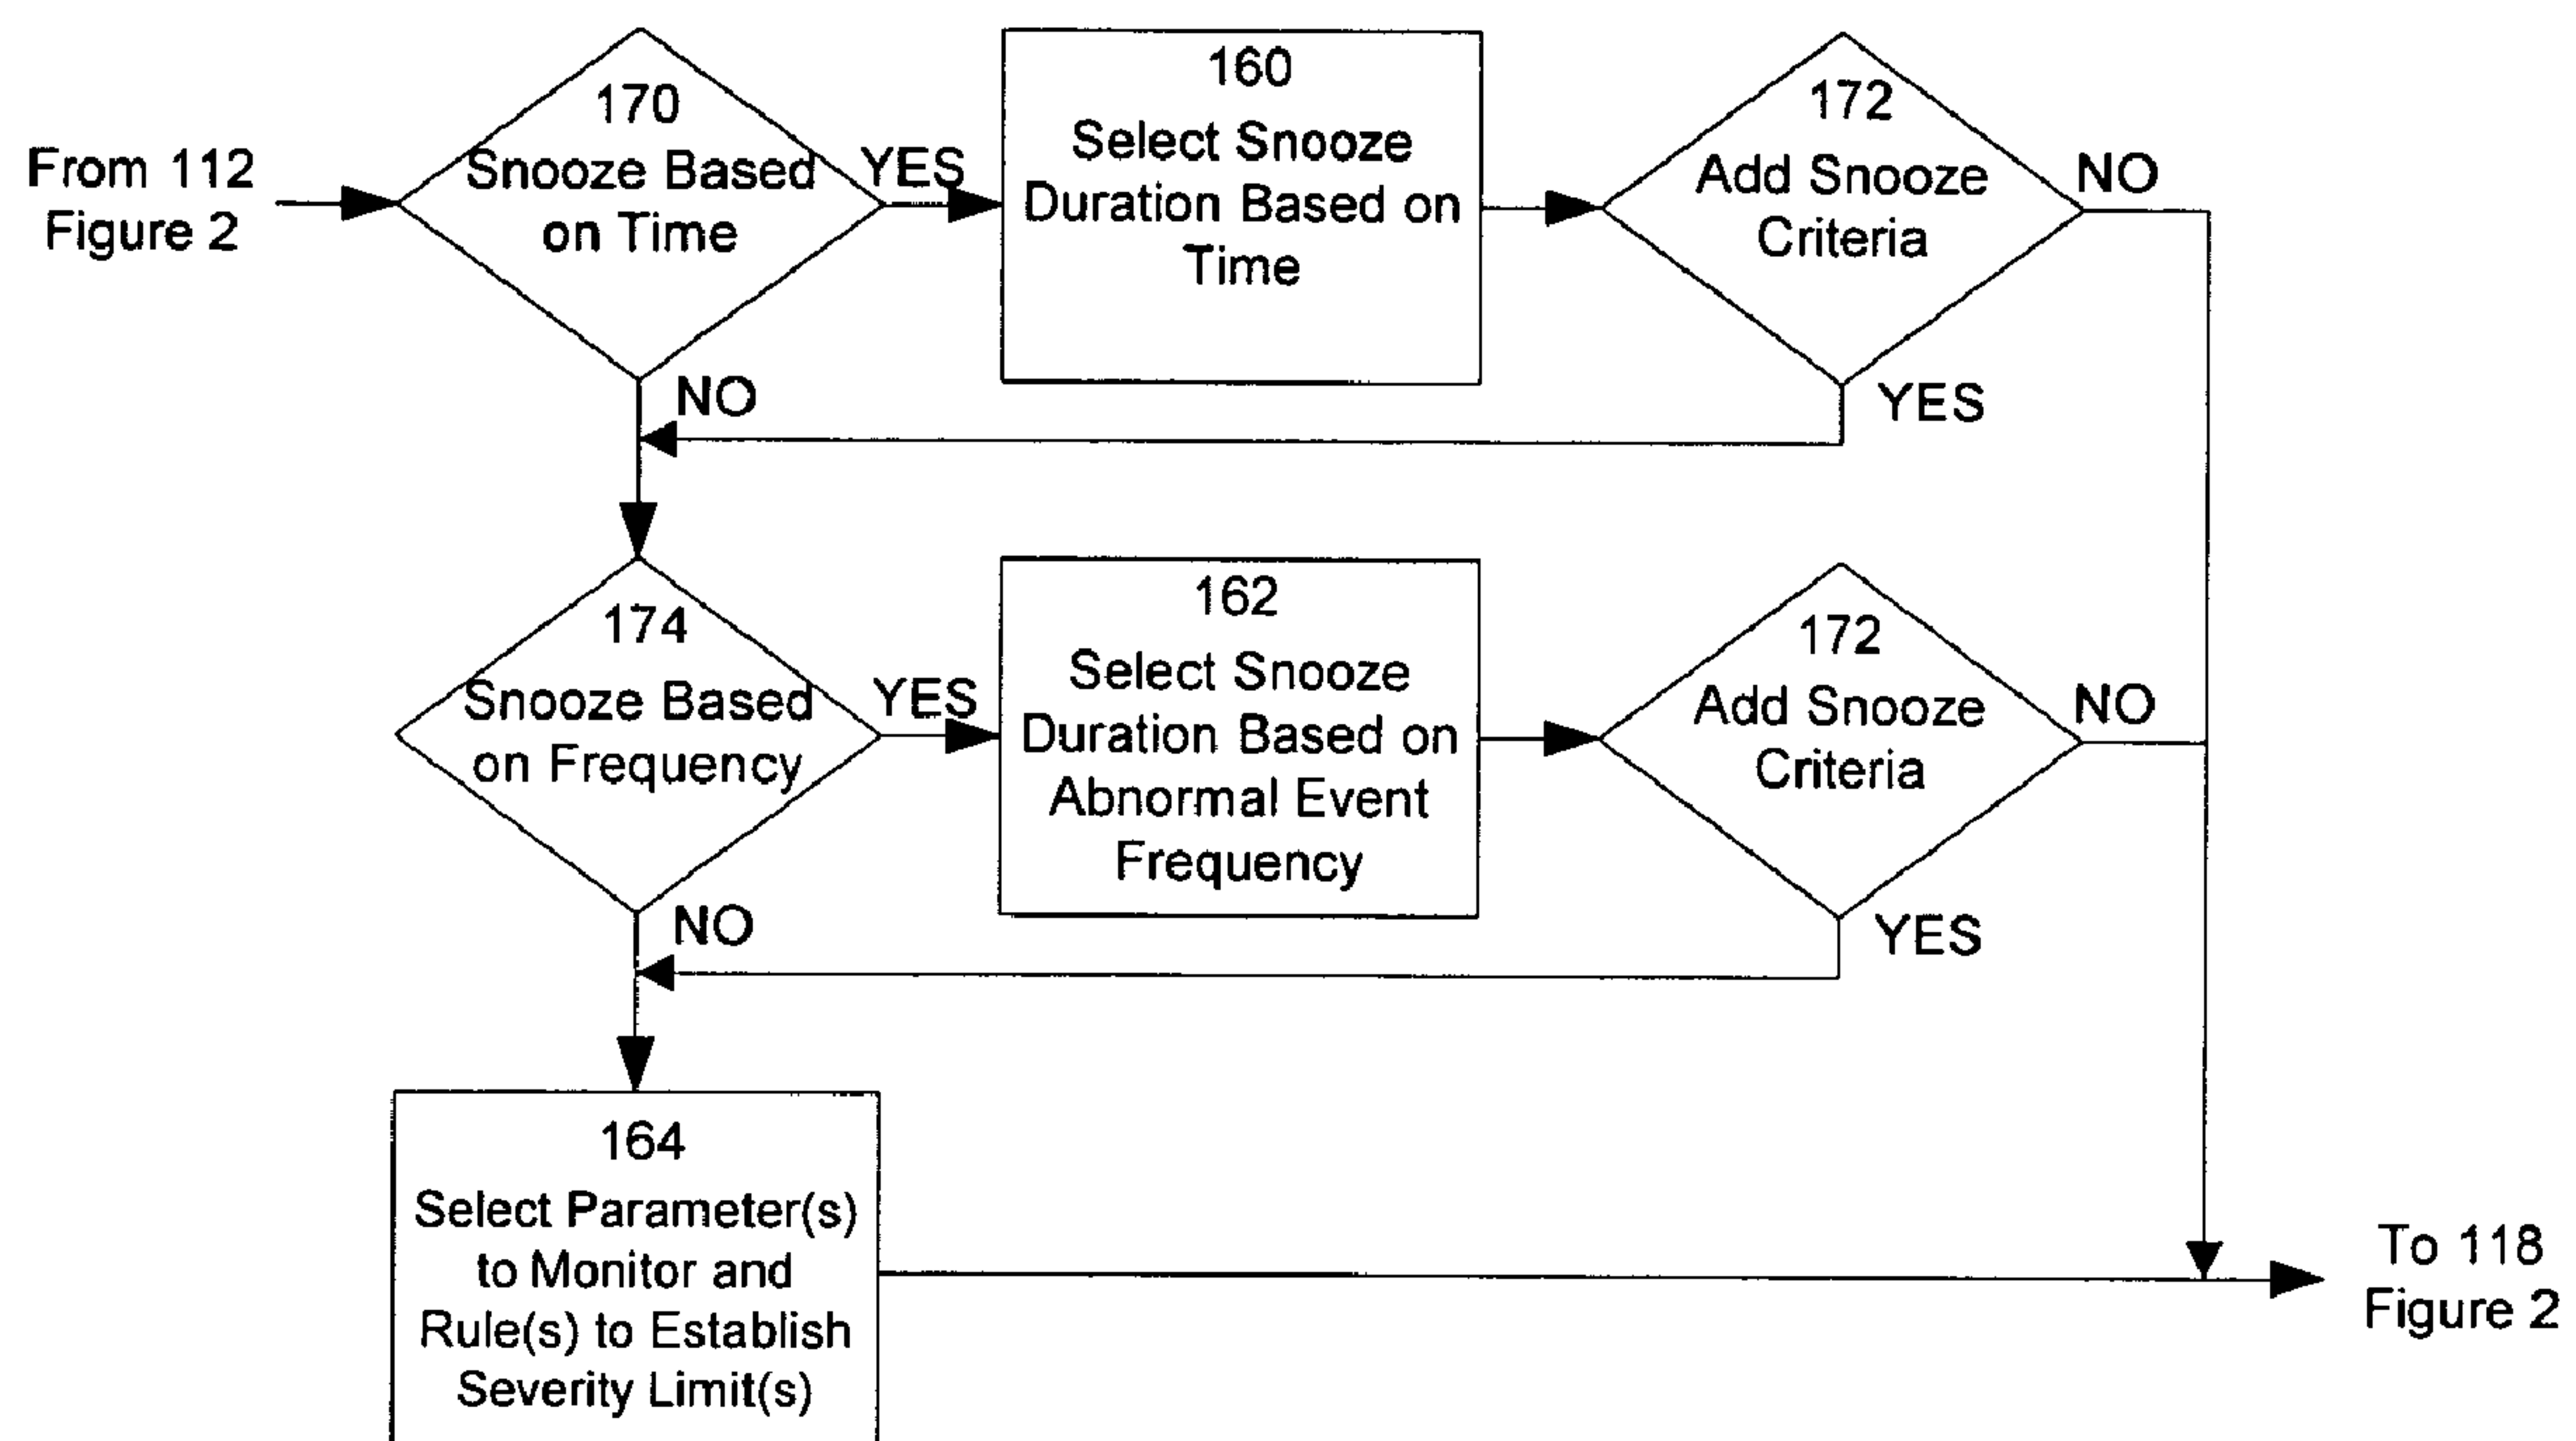 From 112
Figure 2
170
Snooze Based
on Time
YES
160
Select Snooze
Duration Based on
Time
172
Add Snooze
Criteria
NO
NO
YES
174
Snooze Based
on Frequency
YES
162
Select Snooze
Duration Based on
Abnormal Event
Frequency
172
Add Snooze
Criteria
NO
NO
YES
164
Select Parameter(s)
to Monitor and
Rule(s) to Establish
Severity Limit(s)
To 118
Figure 2